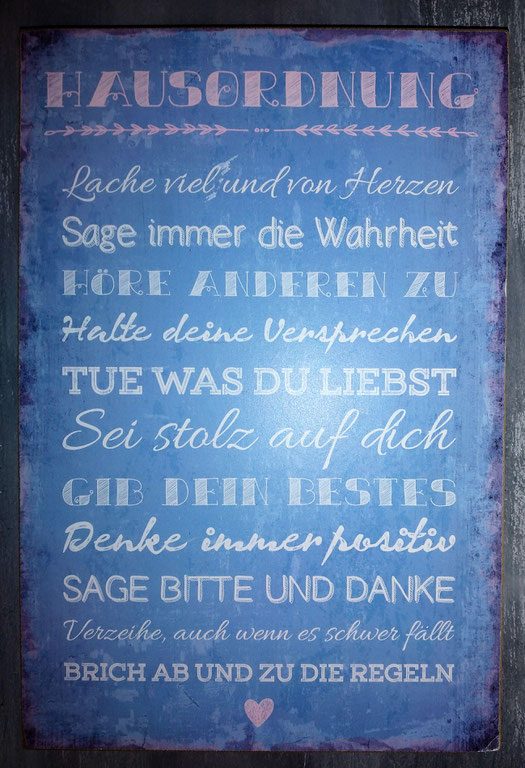 HAUSORDNUNG
Lache viel und von Herzen
Sage immer die Wahrheit
HÖRE ANDEREN ZU
Halte deine Versprechen
TUE WAS DU LIEBST
Sei stolz auf dich
GIB DEIN BESTES
Denke immer positiv
SAGE BITTE UND DANKE
Verzeihe, auch wenn es schwer fällt
BRICH AB UND ZU DIE REGELN